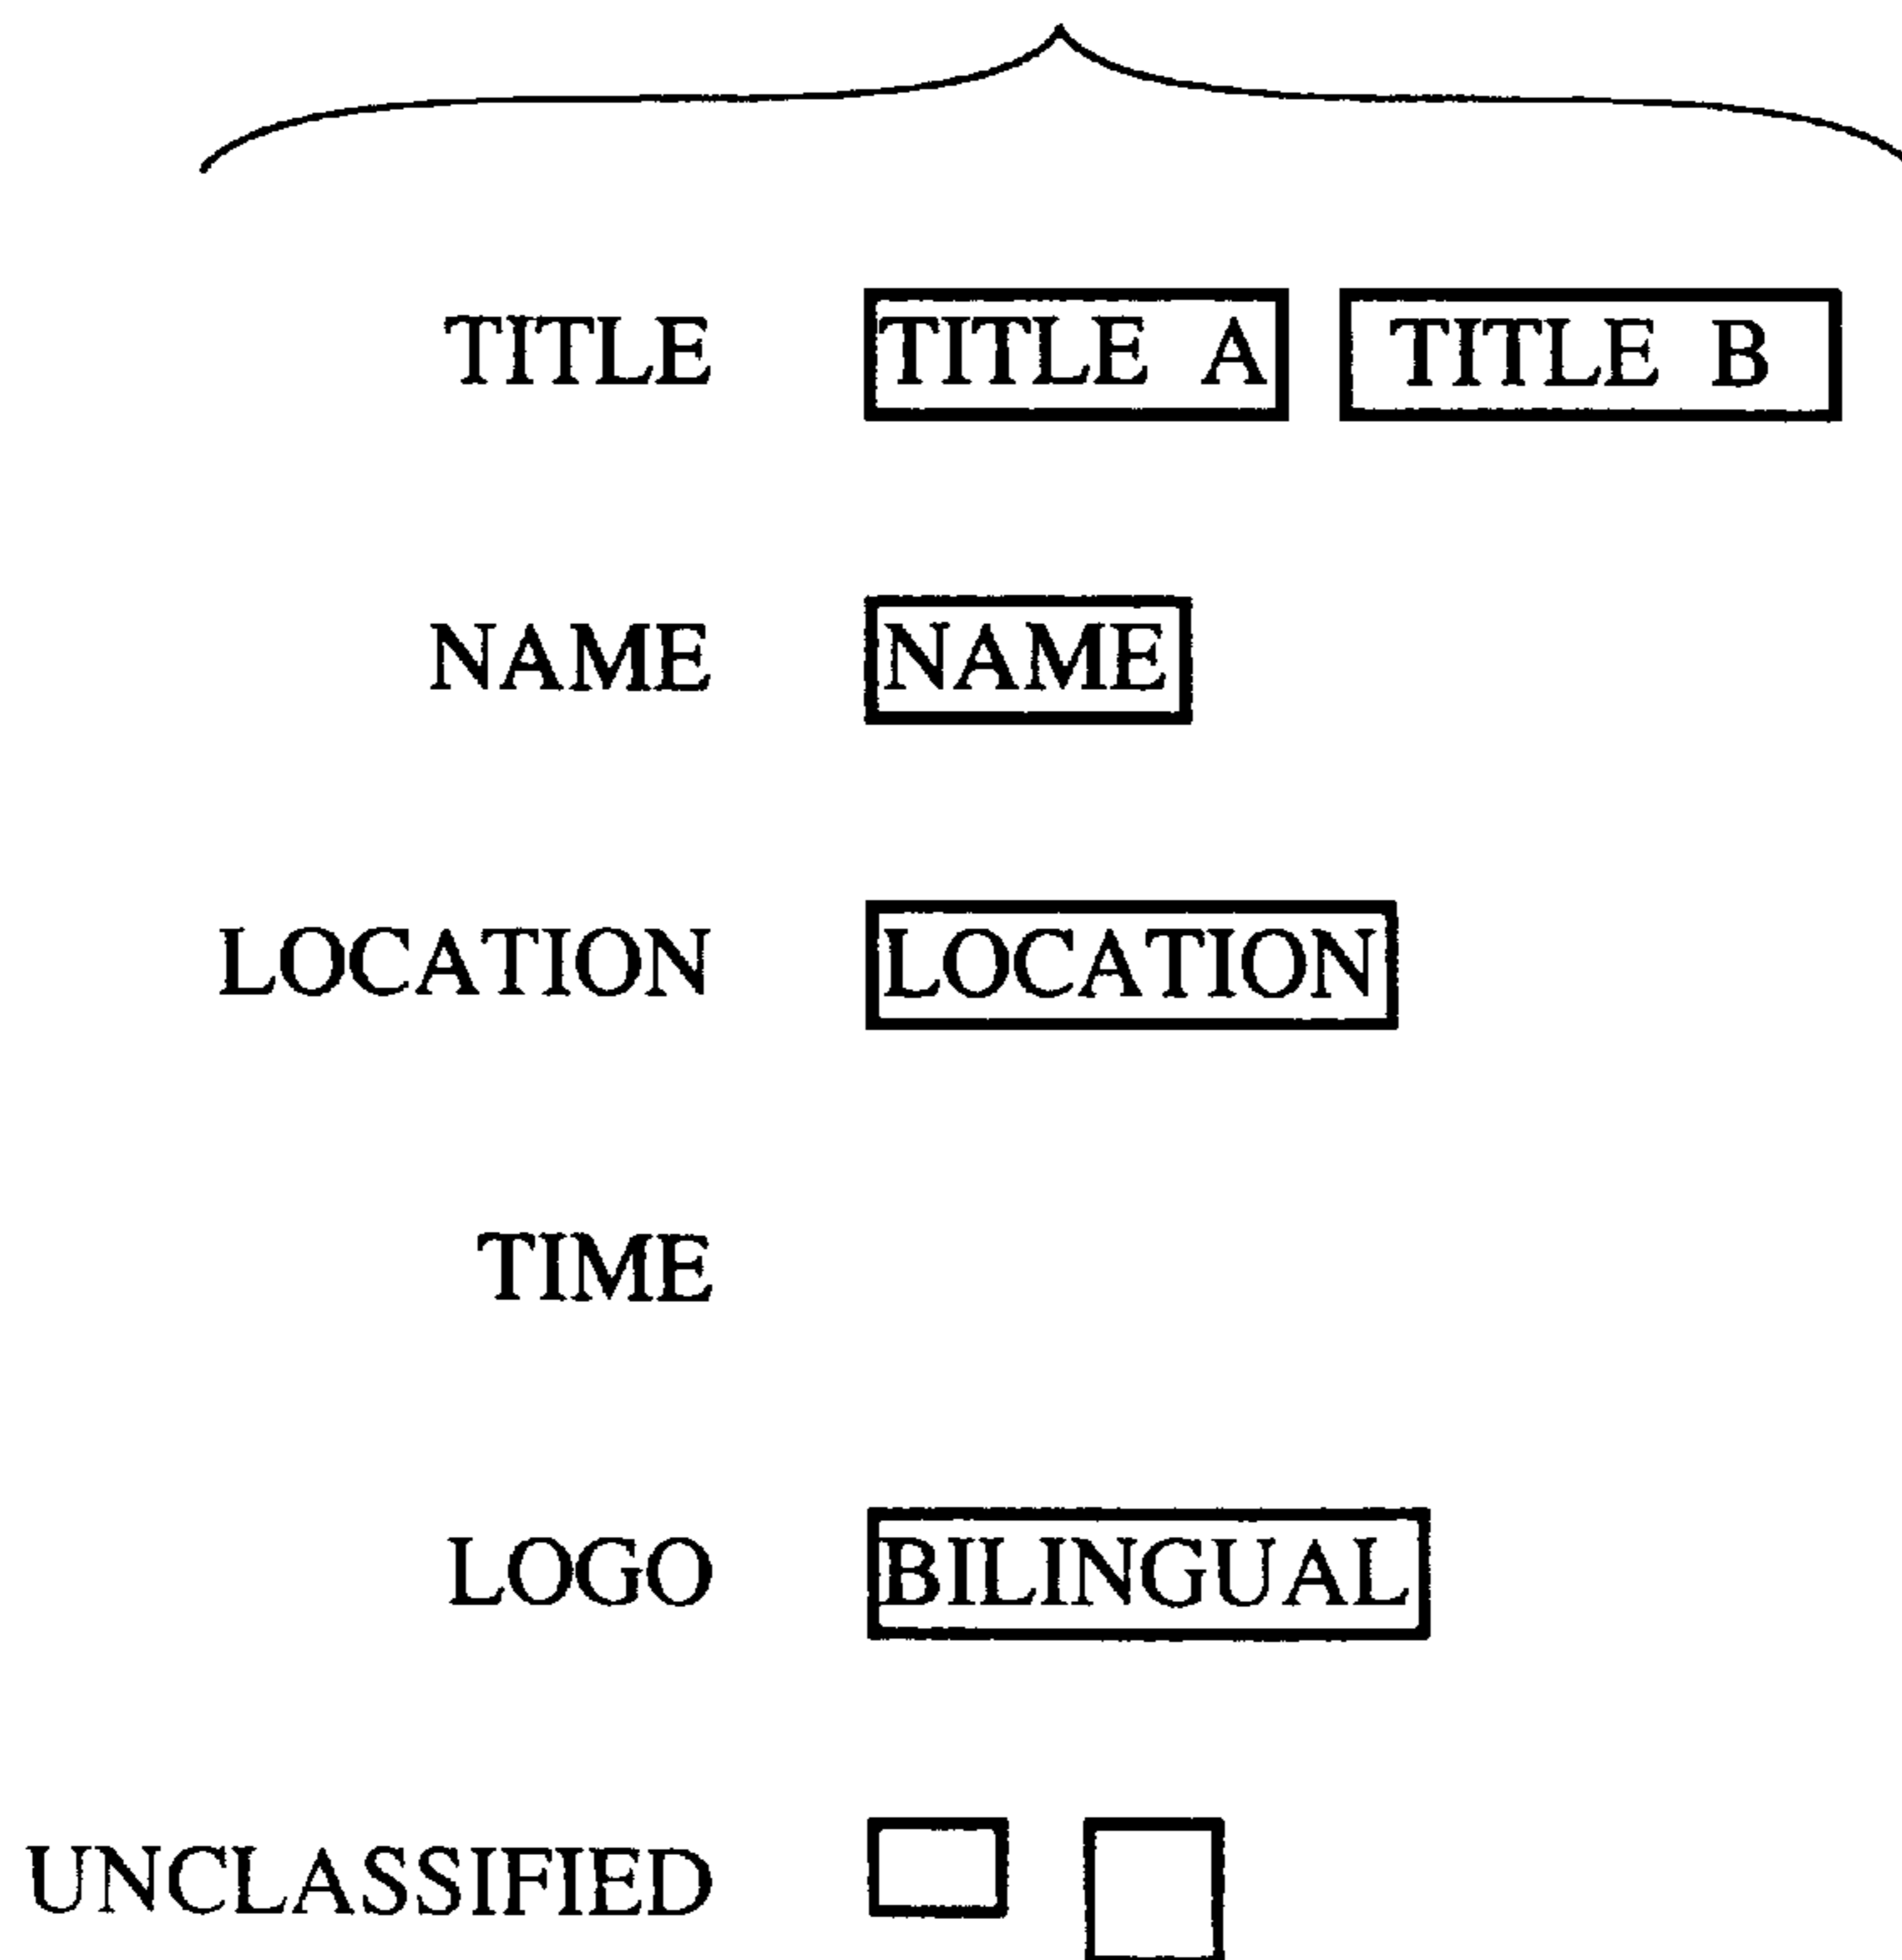 TITLE TITLE A TITLE B
NAME NAME
LOCATION LOCATION
TIME
LOGO BILINGUAL
UNCLASSIFIED